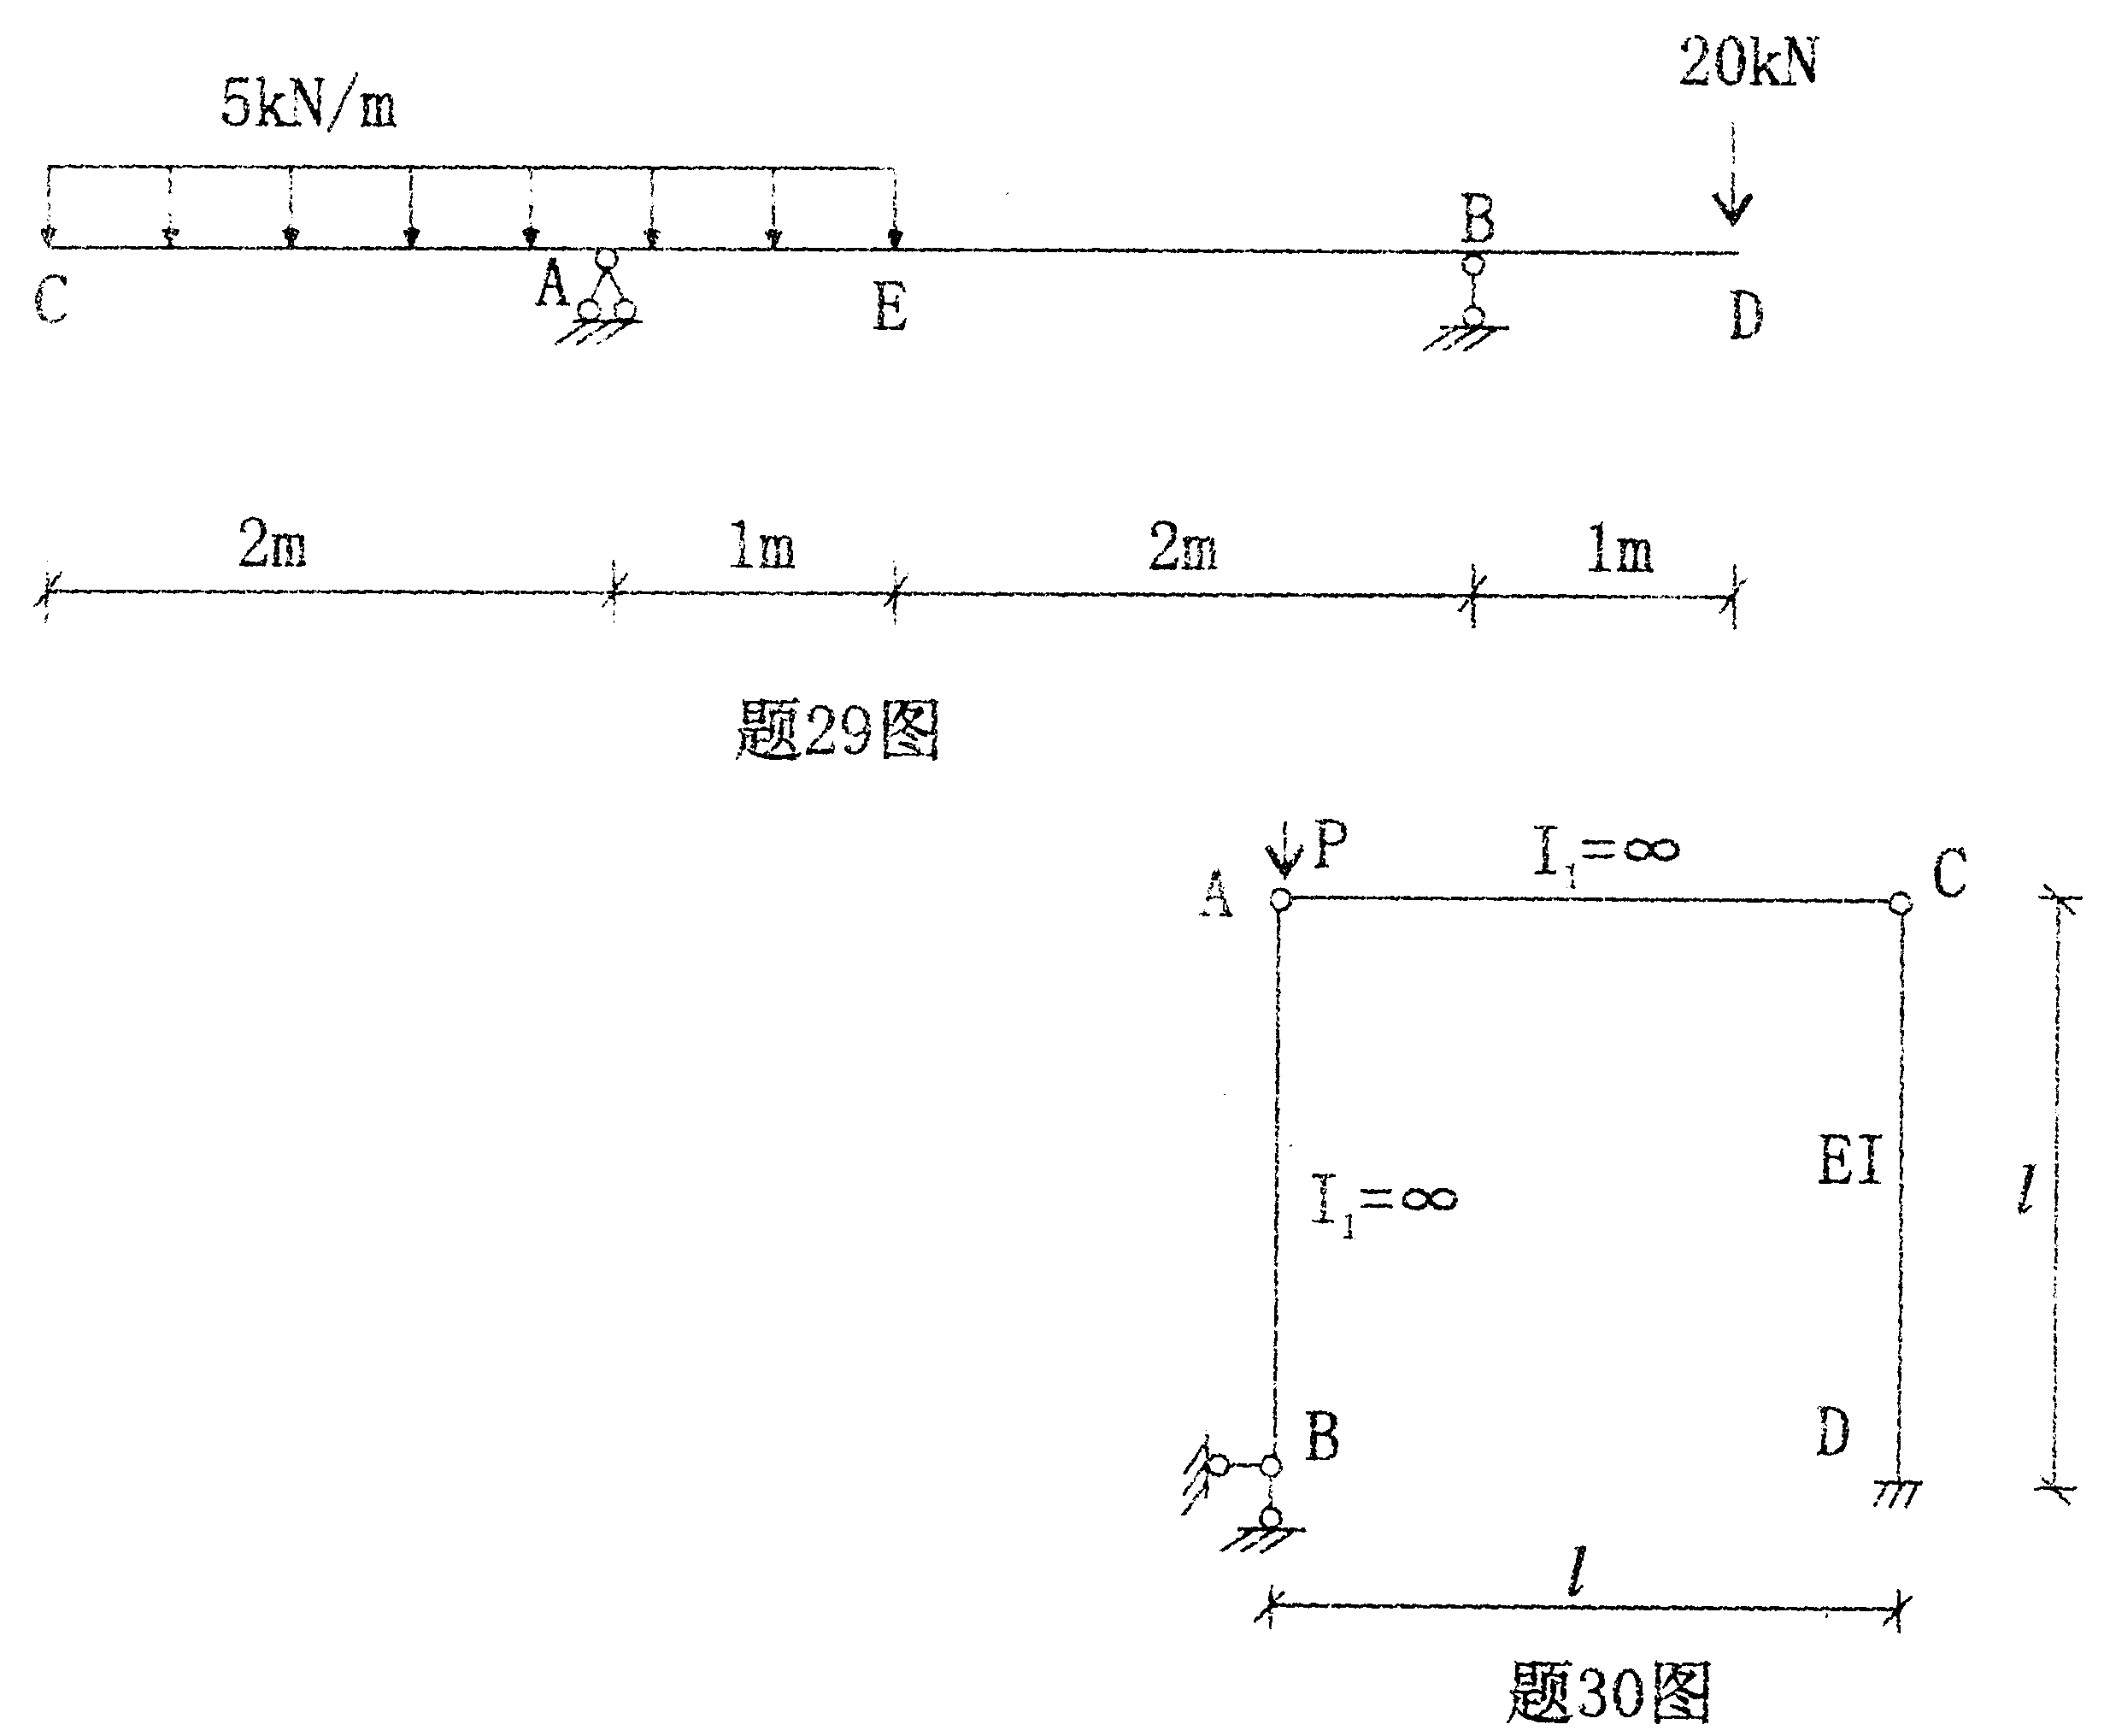 20kN
5kN/m
B
C A E D
2m 1m 2m 1m
题29图
P I₁=∞ C
A
EI l
I₁=∞
B D
l
题30图